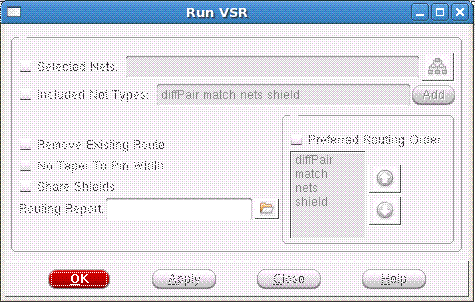 Run VSR
Selected Nets:
Included Net Types: diffPair match nets shield Add
Preferred Routing Order
diffPair
match
nets
shield
Remove Existing Route
No Taper To Pin Width
Share Shields
Routing Report:
OK Apply Close Help